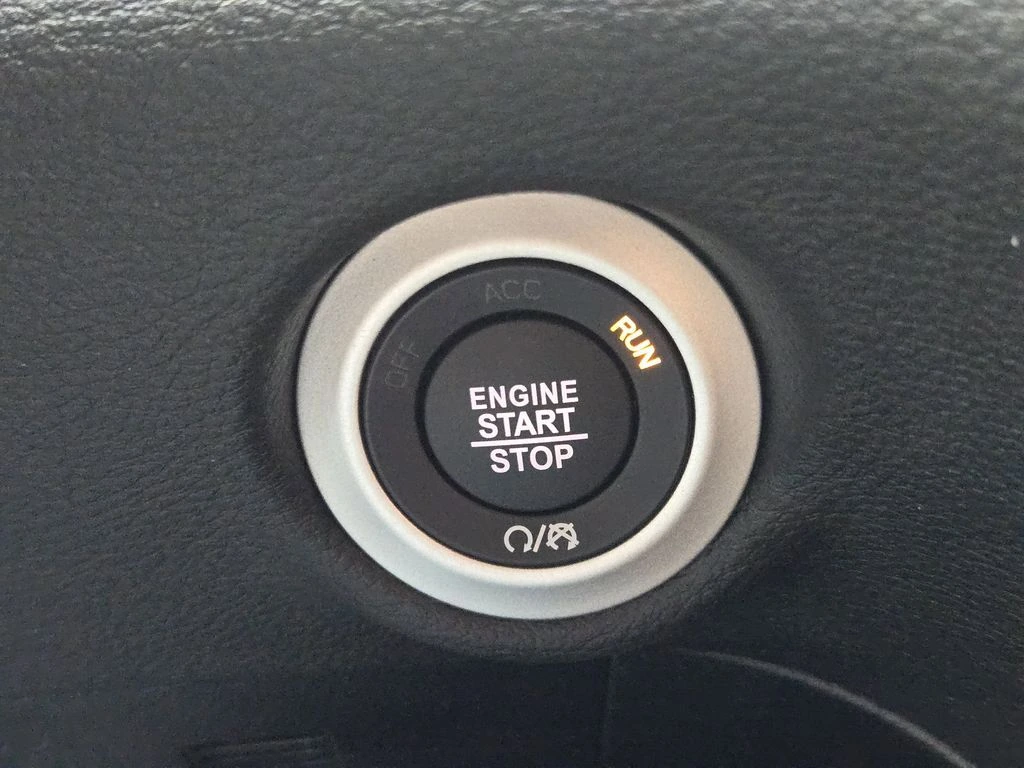 ACC
OFF
RUN
ENGINE
START
STOP